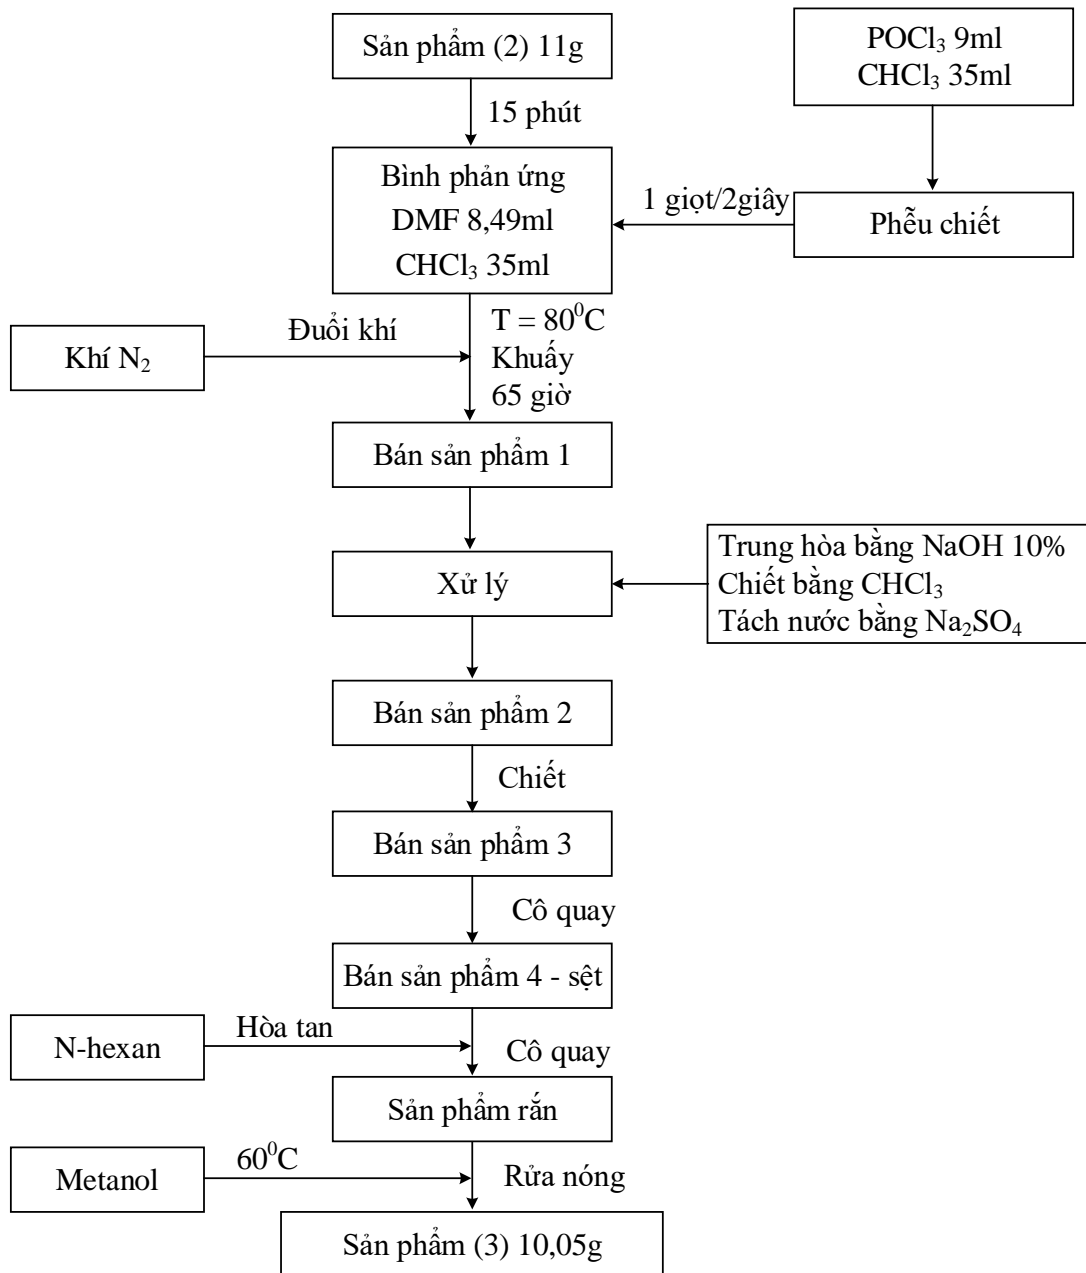 Sản phẩm (2) 11g
POCl₃ 9ml
CHCl₃ 35ml
15 phút
Bình phản ứng
DMF 8,49ml
CHCl₃ 35ml
1 giọt/2giây
Phễu chiết
Khí N₂
Đuổi khí
T = 80⁰C
Khuấy
65 giờ
Bán sản phẩm 1
Xử lý
Trung hòa bằng NaOH 10%
Chiết bằng CHCl₃
Tách nước bằng Na₂SO₄
Bán sản phẩm 2
Chiết
Bán sản phẩm 3
Cô quay
Bán sản phẩm 4 - sệt
N-hexan
Hòa tan
Cô quay
Sản phẩm rắn
Metanol
60⁰C
Rửa nóng
Sản phẩm (3) 10,05g